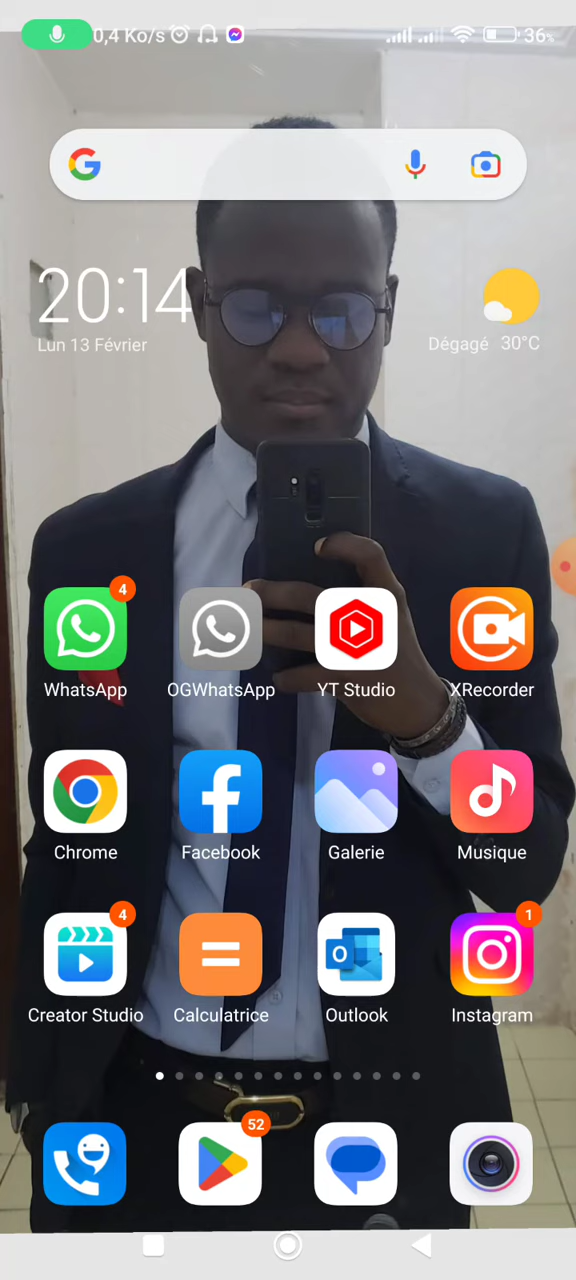 0,4 Ko/s 36%
20:14
Lun 13 Février
Dégagé 30°C
4
WhatsApp OGWhatsApp YT Studio XRecorder
Chrome Facebook Galerie Musique
4 1
Creator Studio Calculatrice Outlook Instagram
52